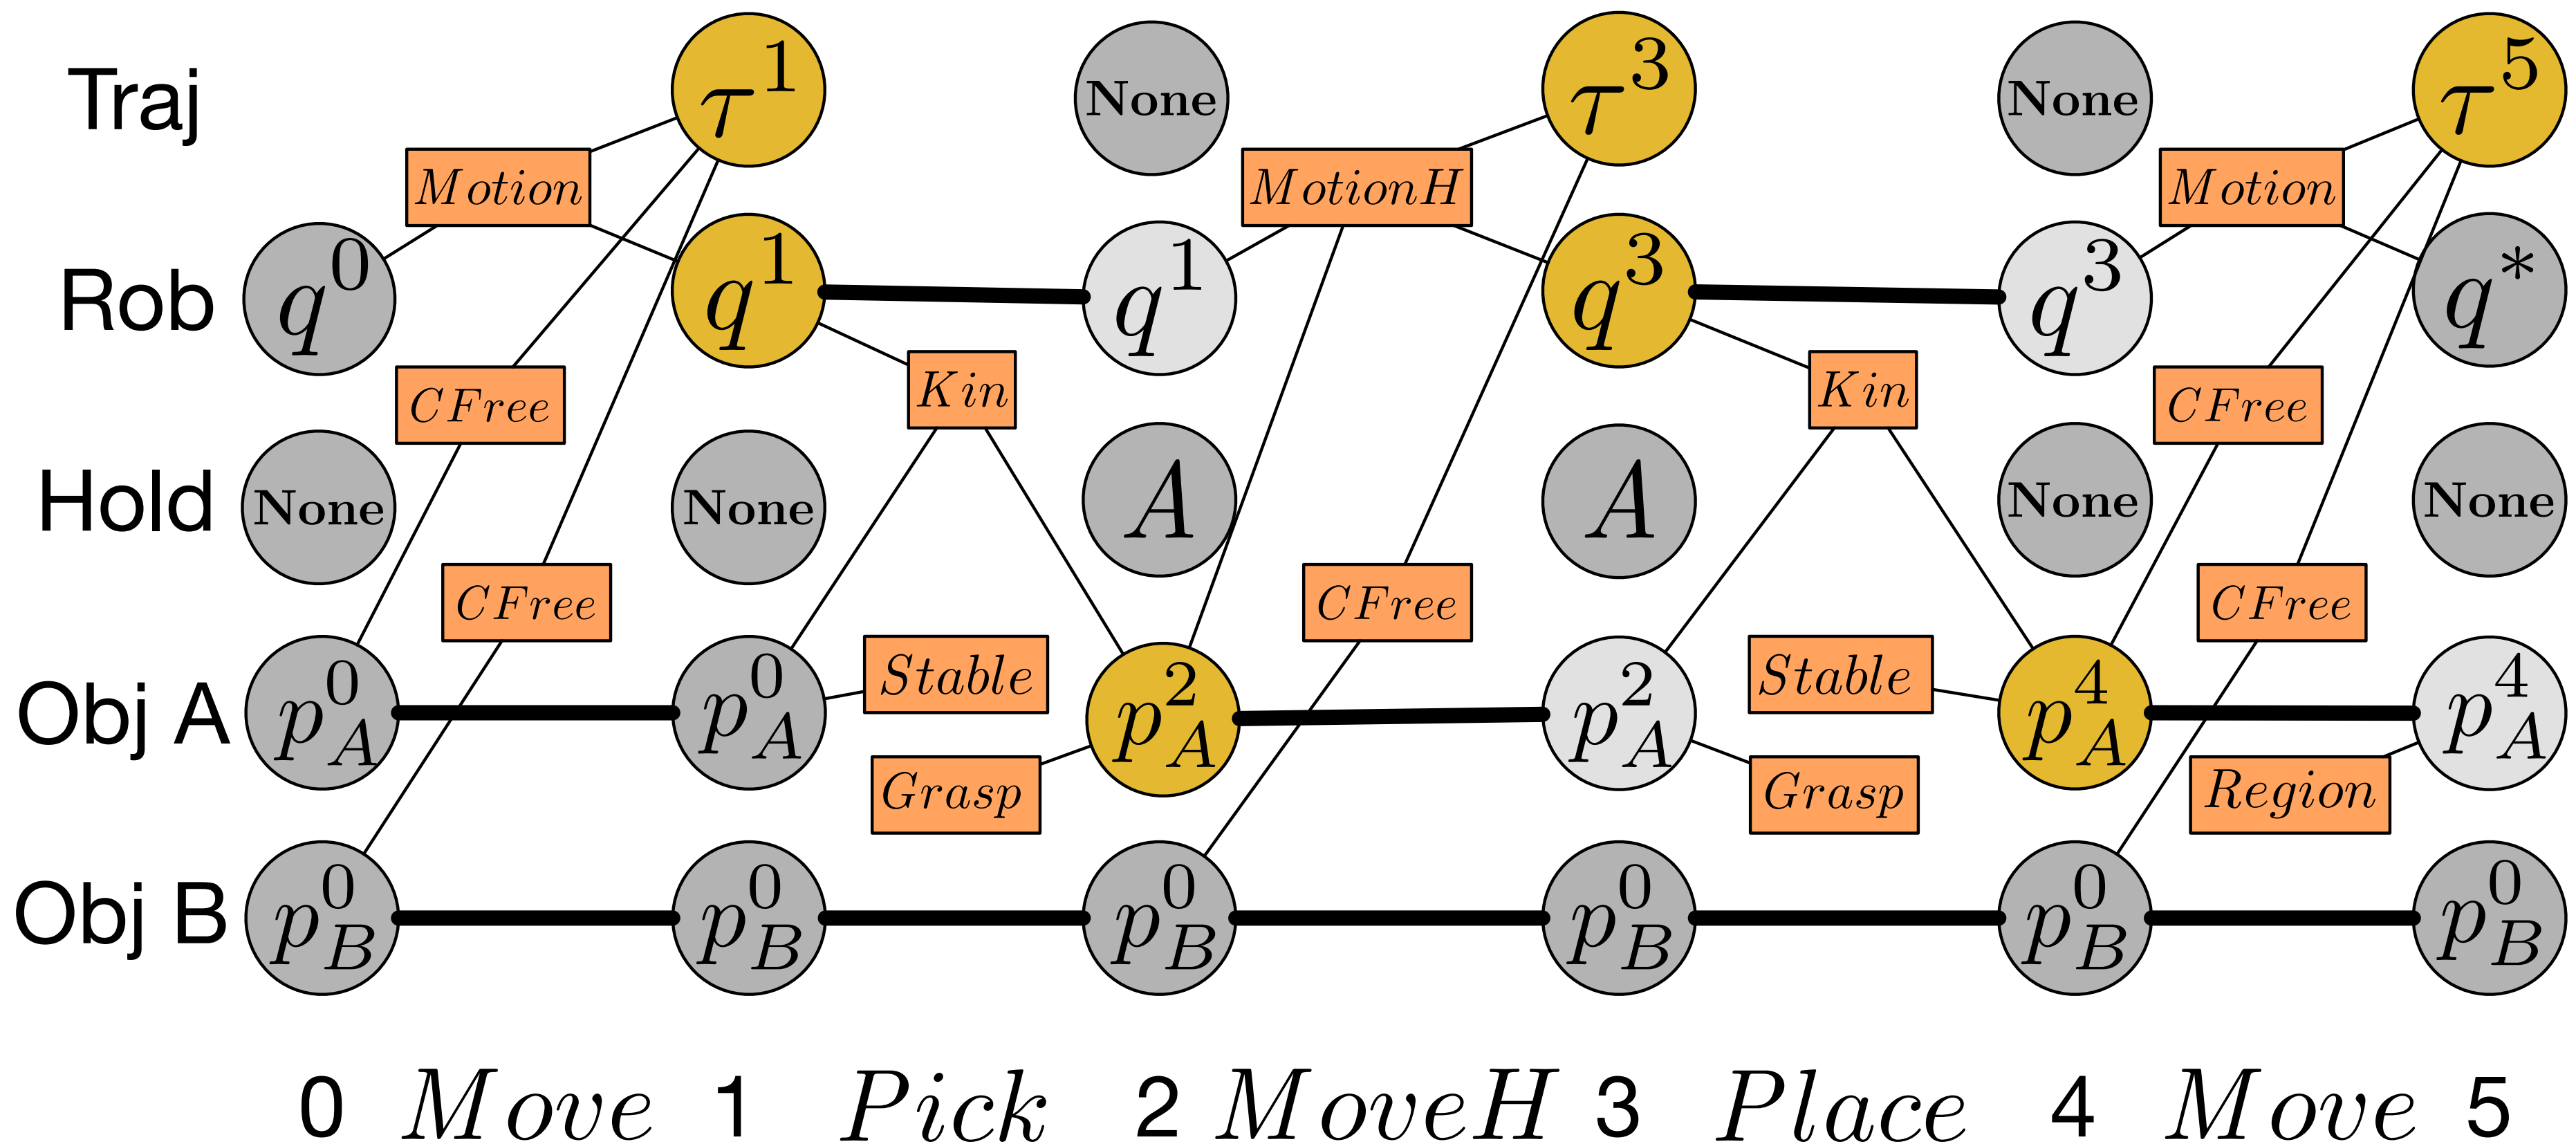 Traj τ^1 None τ^3 None τ^5
Motion MotionH Motion
Rob q^0 q^1 q^1 q^3 q^3 q^*
CFree Kin Kin CFree
Hold None None A A None None
CFree CFree CFree
Stable Stable
Obj A p_A^0 p_A^0 p_A^2 p_A^2 p_A^4 p_A^4
Grasp Grasp Region
Obj B p_B^0 p_B^0 p_B^0 p_B^0 p_B^0 p_B^0
0 Move 1 Pick 2 MoveH 3 Place 4 Move 5